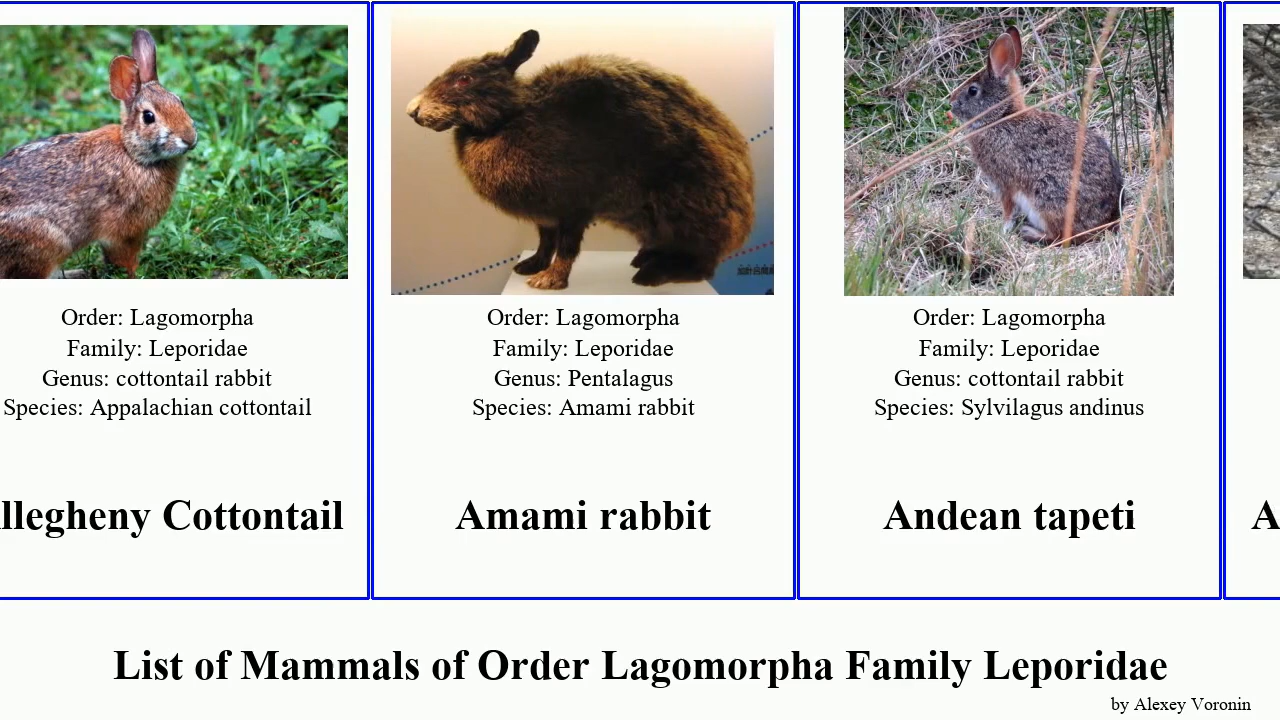 Order: Lagomorpha
Family: Leporidae
Genus: cottontail rabbit
Species: Appalachian cottontail
llegheny Cottontail
Order: Lagomorpha
Family: Leporidae
Genus: Pentalagus
Species: Amami rabbit
Amami rabbit
Order: Lagomorpha
Family: Leporidae
Genus: cottontail rabbit
Species: Sylvilagus andinus
Andean tapeti
A
List of Mammals of Order Lagomorpha Family Leporidae
by Alexey Voronin